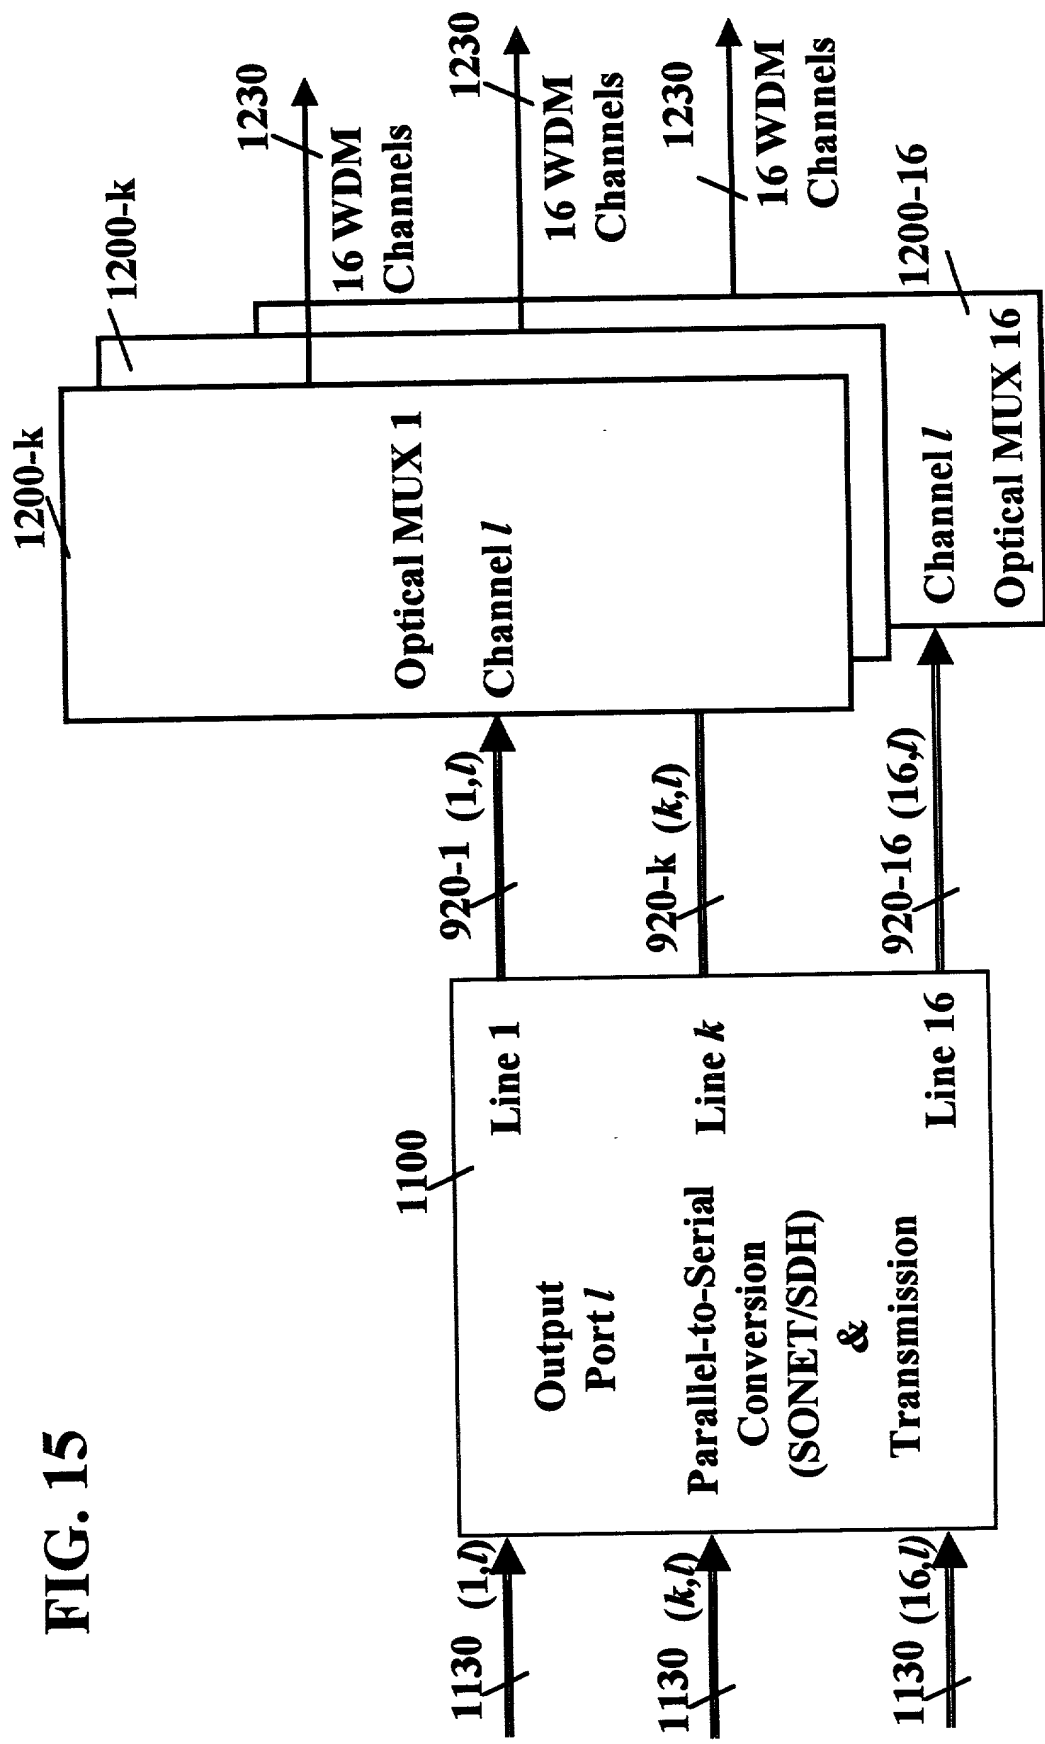 FIG. 15
1130 (1,l)
1130 (k,l)
1130 (16,l)
1100
Output
Port l
Parallel-to-Serial
Conversion
(SONET/SDH)
&
Transmission
Line 1
Line k
Line 16
920-1 (1,l)
920-k (k,l)
920-16 (16,l)
1200-k
1200-k
1200-16
Optical MUX 1
Channel l
Channel l
Optical MUX 16
1230
16 WDM
Channels
1230
16 WDM
Channels
1230
16 WDM
Channels